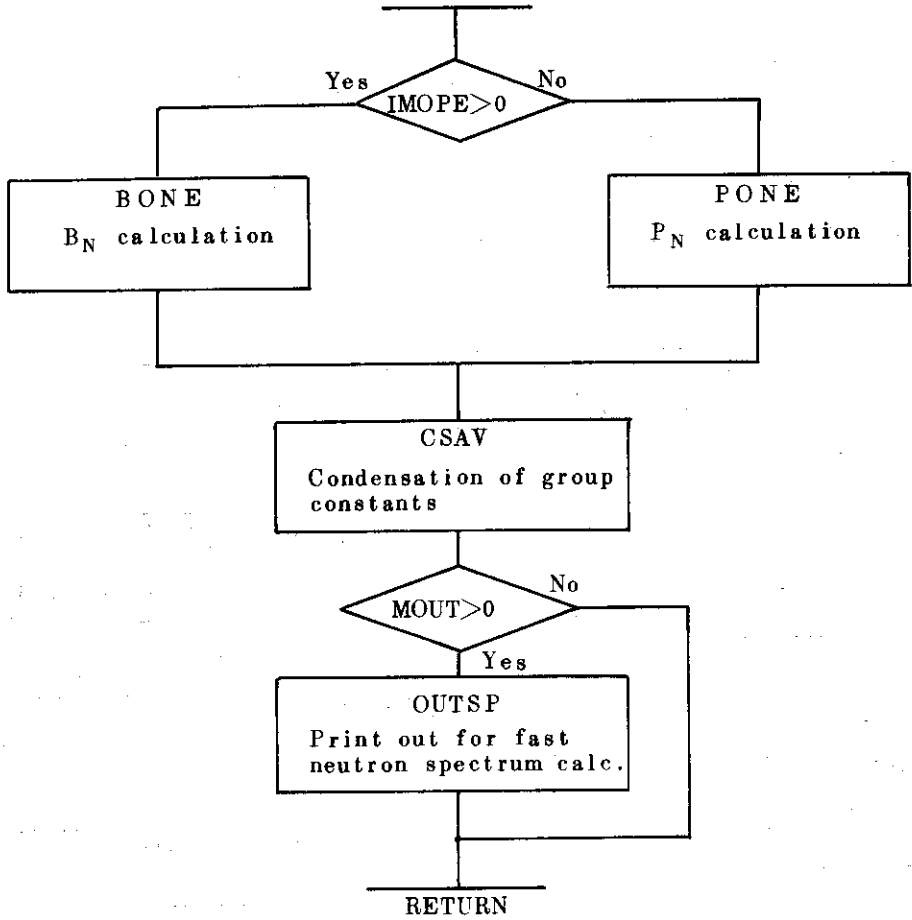 Yes
No
IMOPE>0
BONE
B_N calculation
PONE
P_N calculation
CSAV
Condensation of group
constants
No
MOUT>0
Yes
OUTSP
Print out for fast
neutron spectrum calc.
RETURN